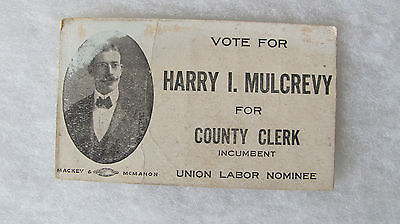 VOTE FOR
HARRY I. MULCREVY
FOR
COUNTY CLERK
INCUMBENT
UNION LABOR NOMINEE
MACKEY & MCMAHON